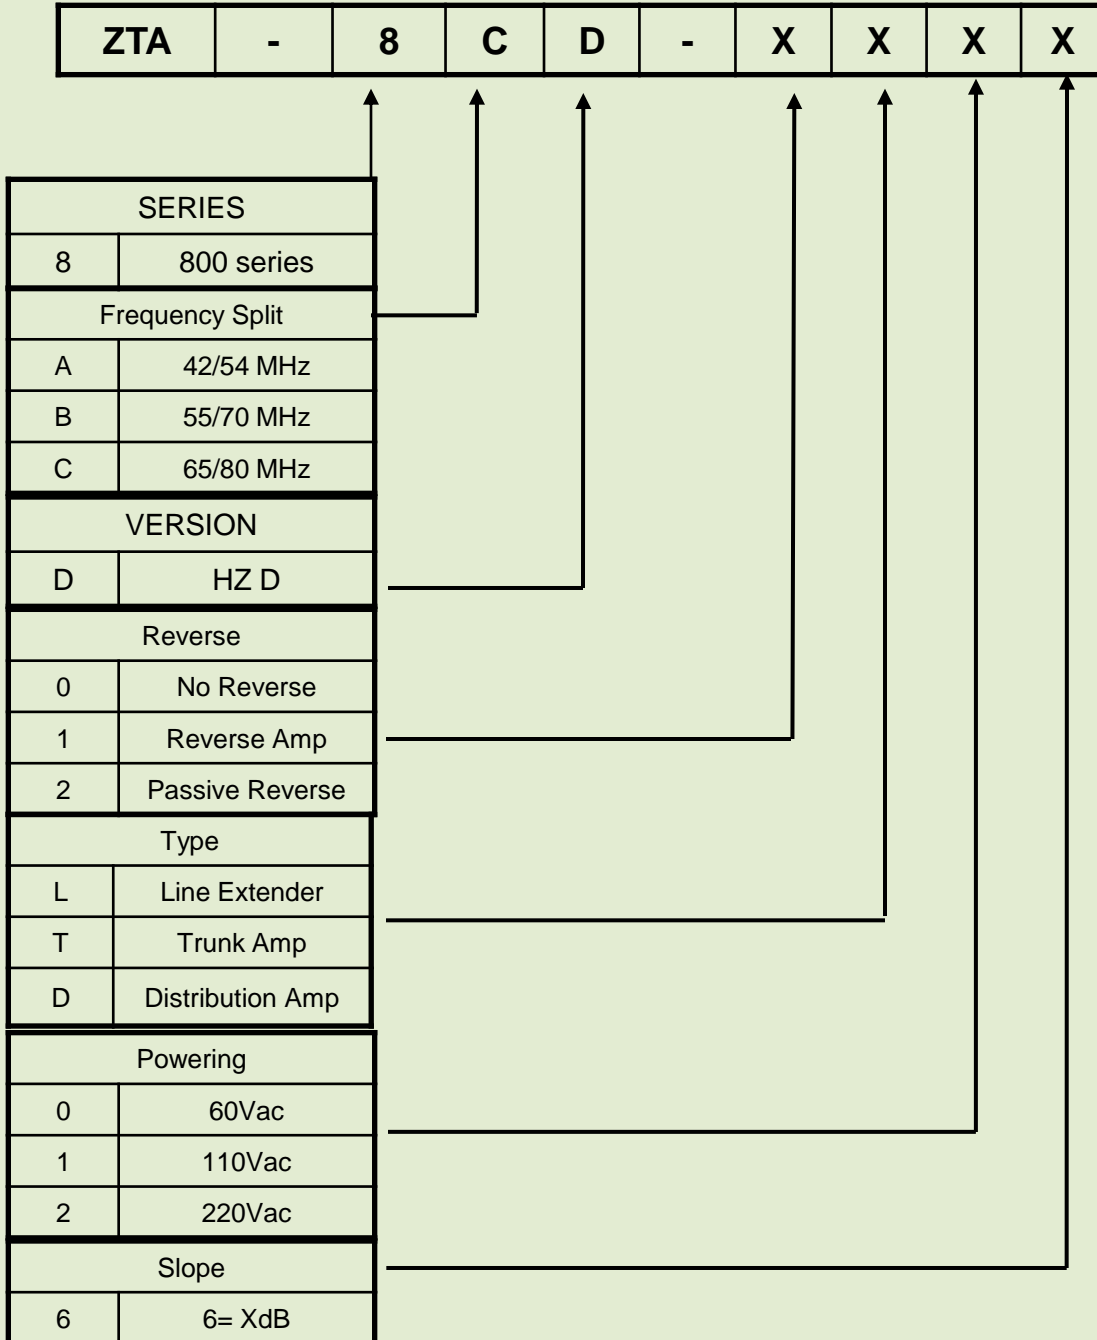 ZTA - 8 C D - X X X X
SERIES
8 800 series
Frequency Split
A 42/54 MHz
B 55/70 MHz
C 65/80 MHz
VERSION
D HZ D
Reverse
0 No Reverse
1 Reverse Amp
2 Passive Reverse
Type
L Line Extender
T Trunk Amp
D Distribution Amp
Powering
0 60Vac
1 110Vac
2 220Vac
Slope
6 6= XdB